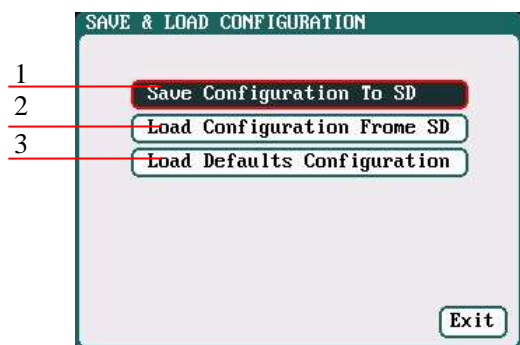 SAVE & LOAD CONFIGURATION
1
Save Configuration To SD
2
Load Configuration Frome SD
3
Load Defaults Configuration
Exit